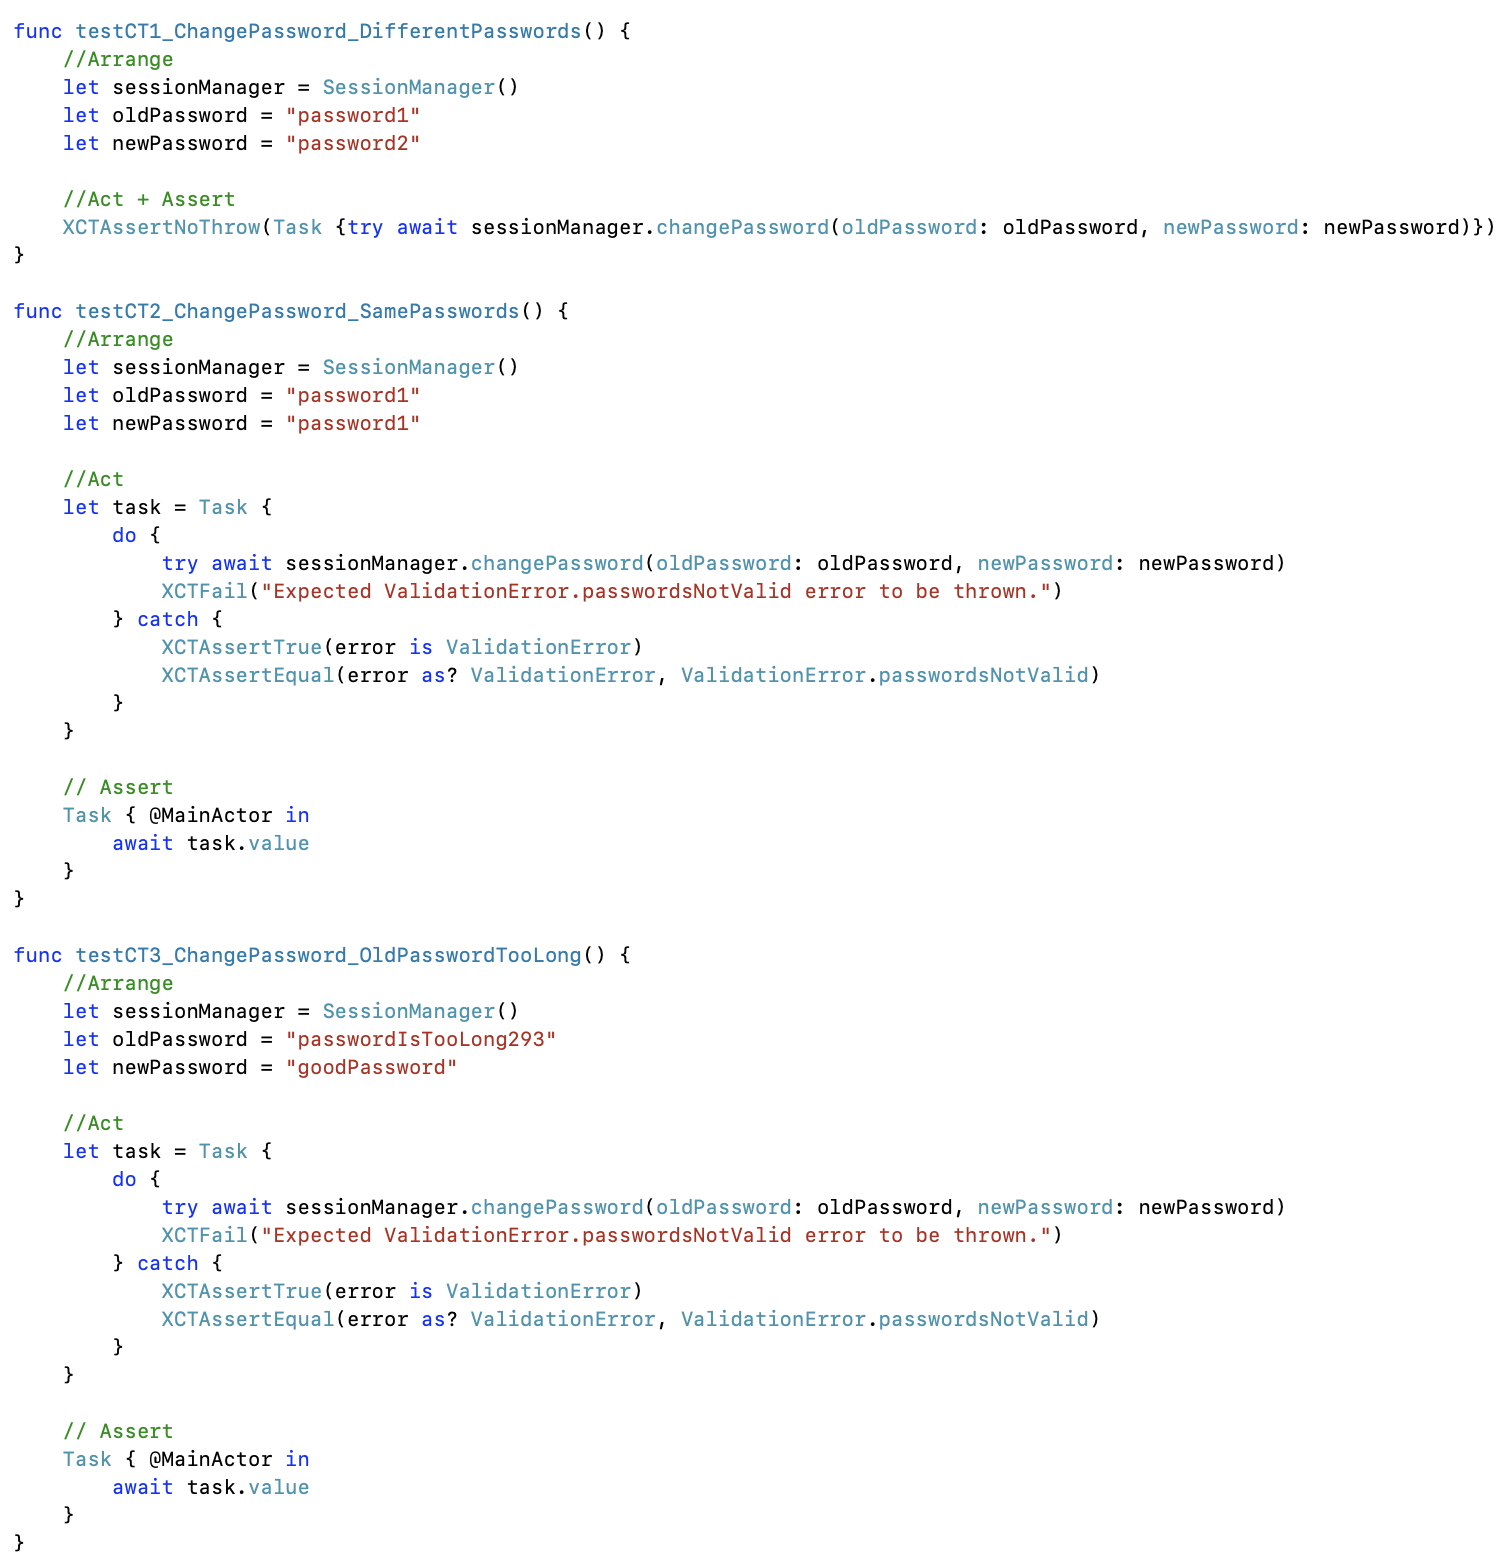 func testCT1_ChangePassword_DifferentPasswords() {
    //Arrange
    let sessionManager = SessionManager()
    let oldPassword = "password1"
    let newPassword = "password2"

    //Act + Assert
    XCTAssertNoThrow(Task {try await sessionManager.changePassword(oldPassword: oldPassword, newPassword: newPassword)})
}

func testCT2_ChangePassword_SamePasswords() {
    //Arrange
    let sessionManager = SessionManager()
    let oldPassword = "password1"
    let newPassword = "password1"

    //Act
    let task = Task {
        do {
            try await sessionManager.changePassword(oldPassword: oldPassword, newPassword: newPassword)
            XCTFail("Expected ValidationError.passwordsNotValid error to be thrown.")
        } catch {
            XCTAssertTrue(error is ValidationError)
            XCTAssertEqual(error as? ValidationError, ValidationError.passwordsNotValid)
        }
    }

    // Assert
    Task { @MainActor in
        await task.value
    }
}

func testCT3_ChangePassword_OldPasswordTooLong() {
    //Arrange
    let sessionManager = SessionManager()
    let oldPassword = "passwordIsTooLong293"
    let newPassword = "goodPassword"

    //Act
    let task = Task {
        do {
            try await sessionManager.changePassword(oldPassword: oldPassword, newPassword: newPassword)
            XCTFail("Expected ValidationError.passwordsNotValid error to be thrown.")
        } catch {
            XCTAssertTrue(error is ValidationError)
            XCTAssertEqual(error as? ValidationError, ValidationError.passwordsNotValid)
        }
    }

    // Assert
    Task { @MainActor in
        await task.value
    }
}